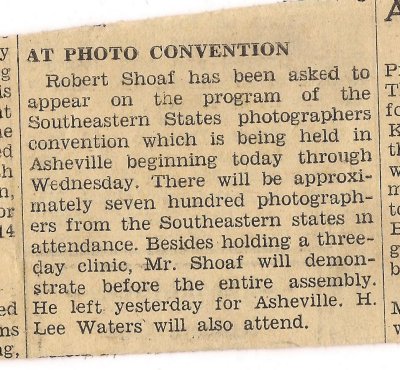 AT PHOTO CONVENTION
Robert Shoaf has been asked to
appear on the program of the
Southeastern States photographers
convention which is being held in
Asheville beginning today through
Wednesday. There will be approxi-
mately seven hundred photograph-
ers from the Southeastern states in
attendance. Besides holding a three-
day clinic, Mr. Shoaf will demon-
strate before the entire assembly.
He left yesterday for Asheville. H.
Lee Waters will also attend.